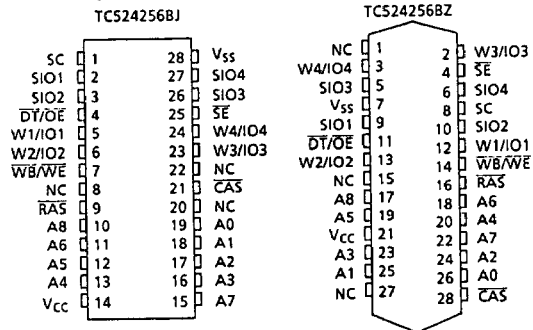 TC524256BJ
SC 1 28 VSS
SIO1 2 27 SIO4
SIO2 3 26 SIO3
DT/OE 4 25 SE
W1/IO1 5 24 W4/IO4
W2/IO2 6 23 W3/IO3
WB/WE 7 22 NC
NC 8 21 CAS
RAS 9 20 NC
A8 10 19 A0
A6 11 18 A1
A5 12 17 A2
A4 13 16 A3
VCC 14 15 A7
TC524256BZ
NC 1
2 W3/IO3
W4/IO4 3
4 SE
SIO3 5
6 SIO4
VSS 7
8 SC
SIO1 9
10 SIO2
DT/OE 11
12 W1/IO1
W2/IO2 13
14 WB/WE
NC 15
16 RAS
A8 17
18 A6
A5 19
20 A4
VCC 21
22 A7
A3 23
24 A2
A1 25
26 A0
NC 27
28 CAS